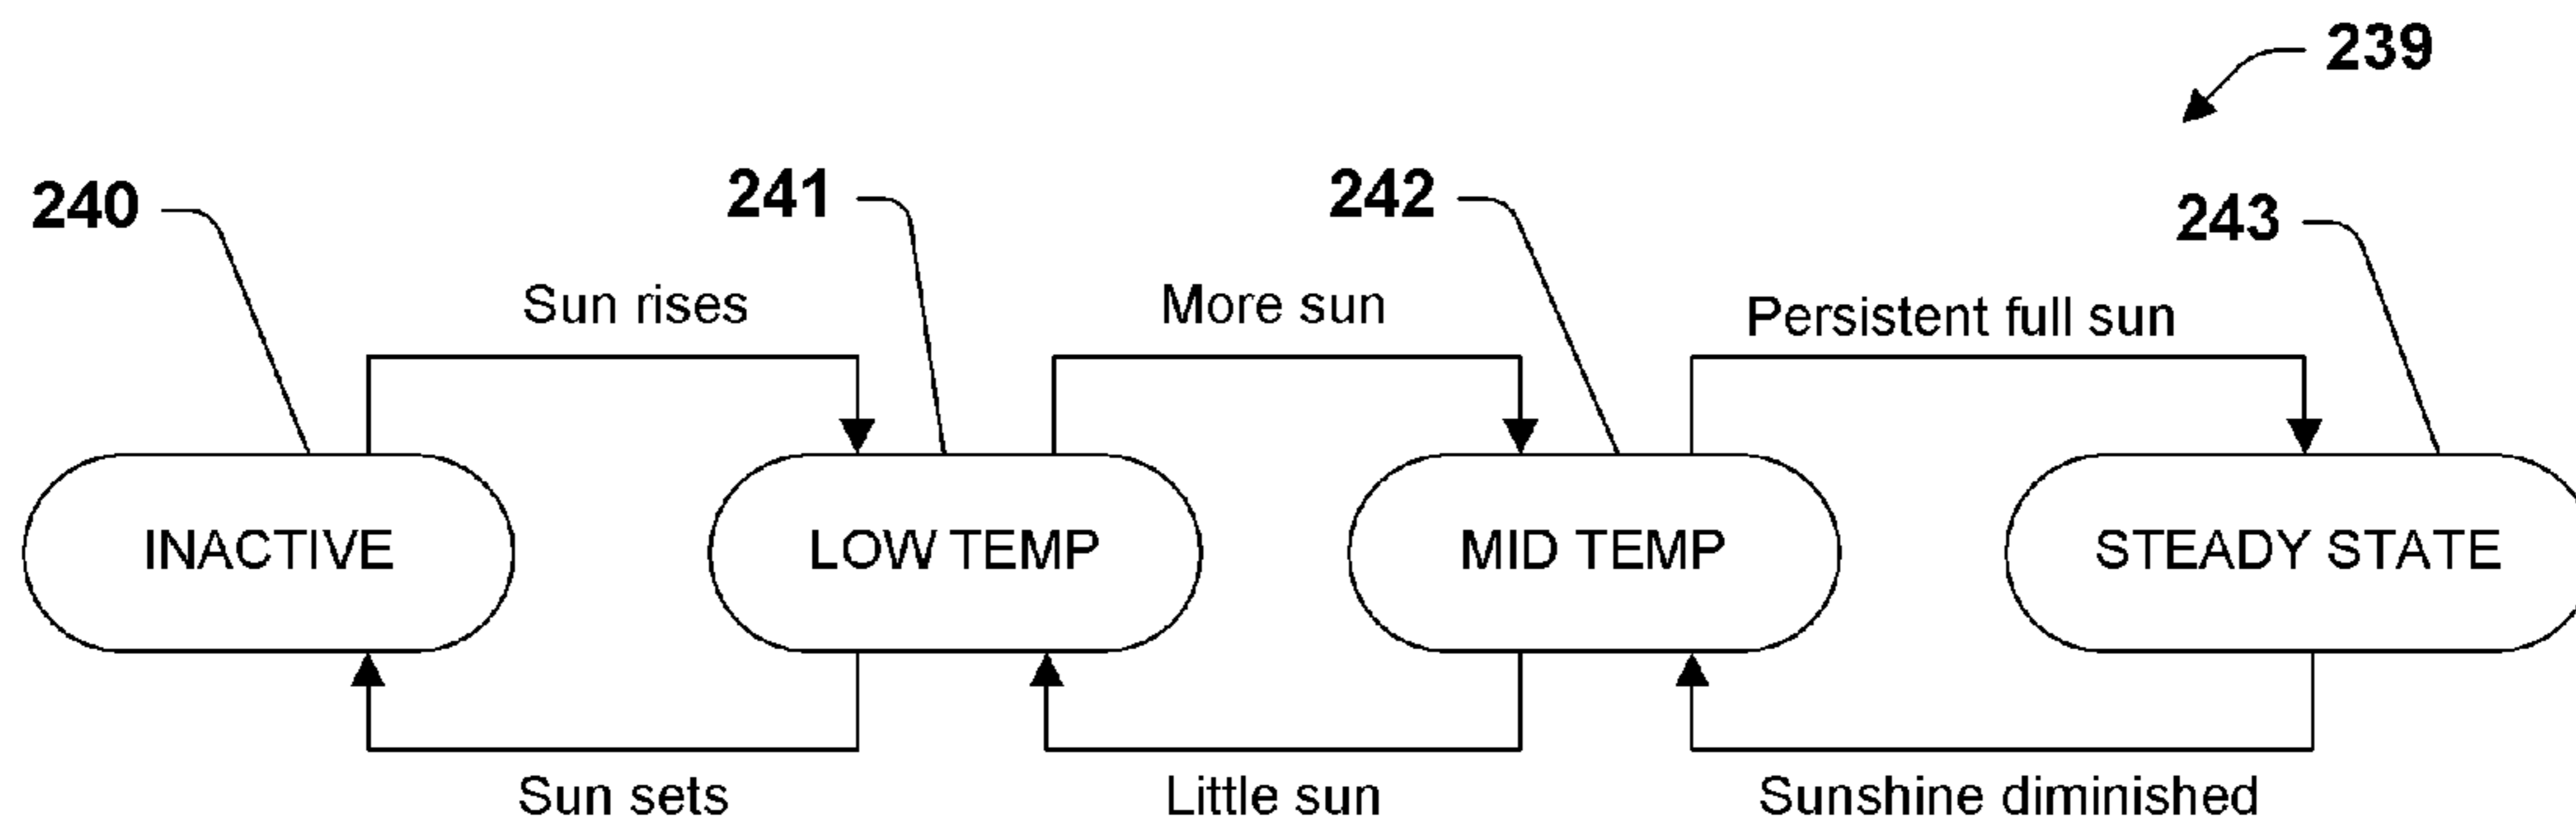 239
240
241
242
243
Sun rises
More sun
Persistent full sun
INACTIVE
LOW TEMP
MID TEMP
STEADY STATE
Sun sets
Little sun
Sunshine diminished